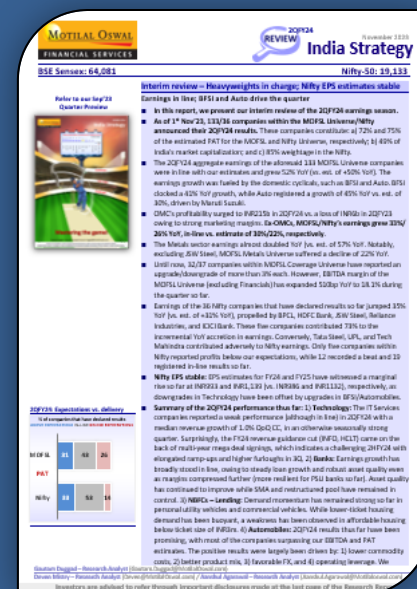 MOTILAL OSWAL
FINANCIAL SERVICES
2QFY24
REVIEW
November 2023
India Strategy
BSE Sensex: 64,081
Nifty-50: 19,133
Refer to our Sep'23
Quarter Preview
Interim review – Heavyweights in charge; Nifty EPS estimates stable
Earnings in line; BFSI and Auto drive the quarter
In this report, we present our interim review of the 2QFY24 earnings season.
As of 1st Nov'23, 133/36 companies within the MOFSL Universe/Nifty
announced their 2QFY24 results. These companies constitute: a) 72% and 75%
of the estimated PAT for the MOFSL and Nifty Universe, respectively; b) 49% of
India's market capitalization; and c) 85% weightage in the Nifty.
The 2QFY24 aggregate earnings of the aforesaid 133 MOFSL Universe companies
were in line with our estimates and grew 52% YoY (vs. est. of +50% YoY). The
earnings growth was fueled by the domestic cyclicals, such as BFSI and Auto. BFSI
clocked a 41% YoY growth, while Auto registered a growth of 45% YoY vs. est. of
30%, driven by Maruti Suzuki.
OMC's profitability surged to in 2QFY24 vs. a loss of in 2QFY23
owing to strong marketing margins. Ex-OMCs, MOFSL/Nifty's earnings grew 33%/
26% YoY, in-line vs. estimate of 30%/22%, respectively.
The Metals sector earnings almost doubled YoY (vs. est. of 57% YoY). Notably,
excluding JSW Steel, MOFSL Metals Universe suffered a decline of 22% YoY.
Until now, 32/37 companies within MOFSL Coverage Universe have reported an
upgrade/downgrade of more than 3% each. However, EBITDA margin of the
MOFSL Universe (excluding Financials) has expanded to 18.1% during
the quarter so far.
Earnings of the 36 Nifty companies that have declared results so far jumped 35%
YoY (vs. est. of +31% YoY), propelled by BPCL, HDFC Bank, JSW Steel, Reliance
Industries, and ICICI Bank. These five companies contributed 73% to the
incremental YoY accretion in earnings. Conversely, Tata Steel, UPL, and Tech
Mahindra contributed adversely to Nifty earnings. Only five companies within
Nifty reported profits below our expectations, while 12 recorded a beat and 19
registered in-line results so far.
Nifty EPS stable: EPS estimates for FY24 and FY25 have witnessed a marginal
rise so far at INR993 and INR1,139 (vs. INR986 and INR1132), respectively, as
downgrades in Technology have been offset by upgrades in BFSI/Automobiles.
Summary of the 2QFY24 performance thus far: 1) Technology: The IT Services
companies reported a weak performance (although in line) in 2QFY24 with a
median revenue growth of 1.0% QoQ CC, in an otherwise seasonally strong
quarter. Surprisingly, the FY24 revenue guidance cut (INFO, HCLT) came on the
back of multi-year mega-deal signings, which indicates a challenging 2HFY24 with
elongated ramp-ups and higher furloughs in 3Q, 2) Banks: Earnings growth has
broadly stood in line, owing to steady loan growth and robust asset quality even
as margins compressed further (more resilient for PSU banks so far). Asset quality
has continued to improve while SMA and restructured pool have remained in
control. 3) NBFCs – Lending: Demand momentum has remained strong so far in
personal utility vehicles and commercial vehicles. While lower-ticket housing
demand has been buoyant, a weakness has been observed in affordable housing
below ticket size of 4) Automobiles: 2Q results thus far have been
promising, with most of the companies surpassing our EBITDA and PAT
estimates. The positive results were largely driven by: 1) lower commodity
costs, 2) better product mix, 3) favorable FX, and 4) operating leverage. We
2QFY24: Expectations vs. delivery
% of companies that have declared results
MOFSL
31
43
26
PAT
Nifty
33
53
14
Gautam Duggad – Research Analyst (Gautam.Duggad@MotilalOswal.com)
Deven Mistry – Research Analyst (Deven@MotilalOswal.com) / Aanshul Agarawal – Research Analyst (Aanshul.Agarawal@MotilalOswal.com)
Investors are advised to refer through important disclosures made at the last page of the Research Report.